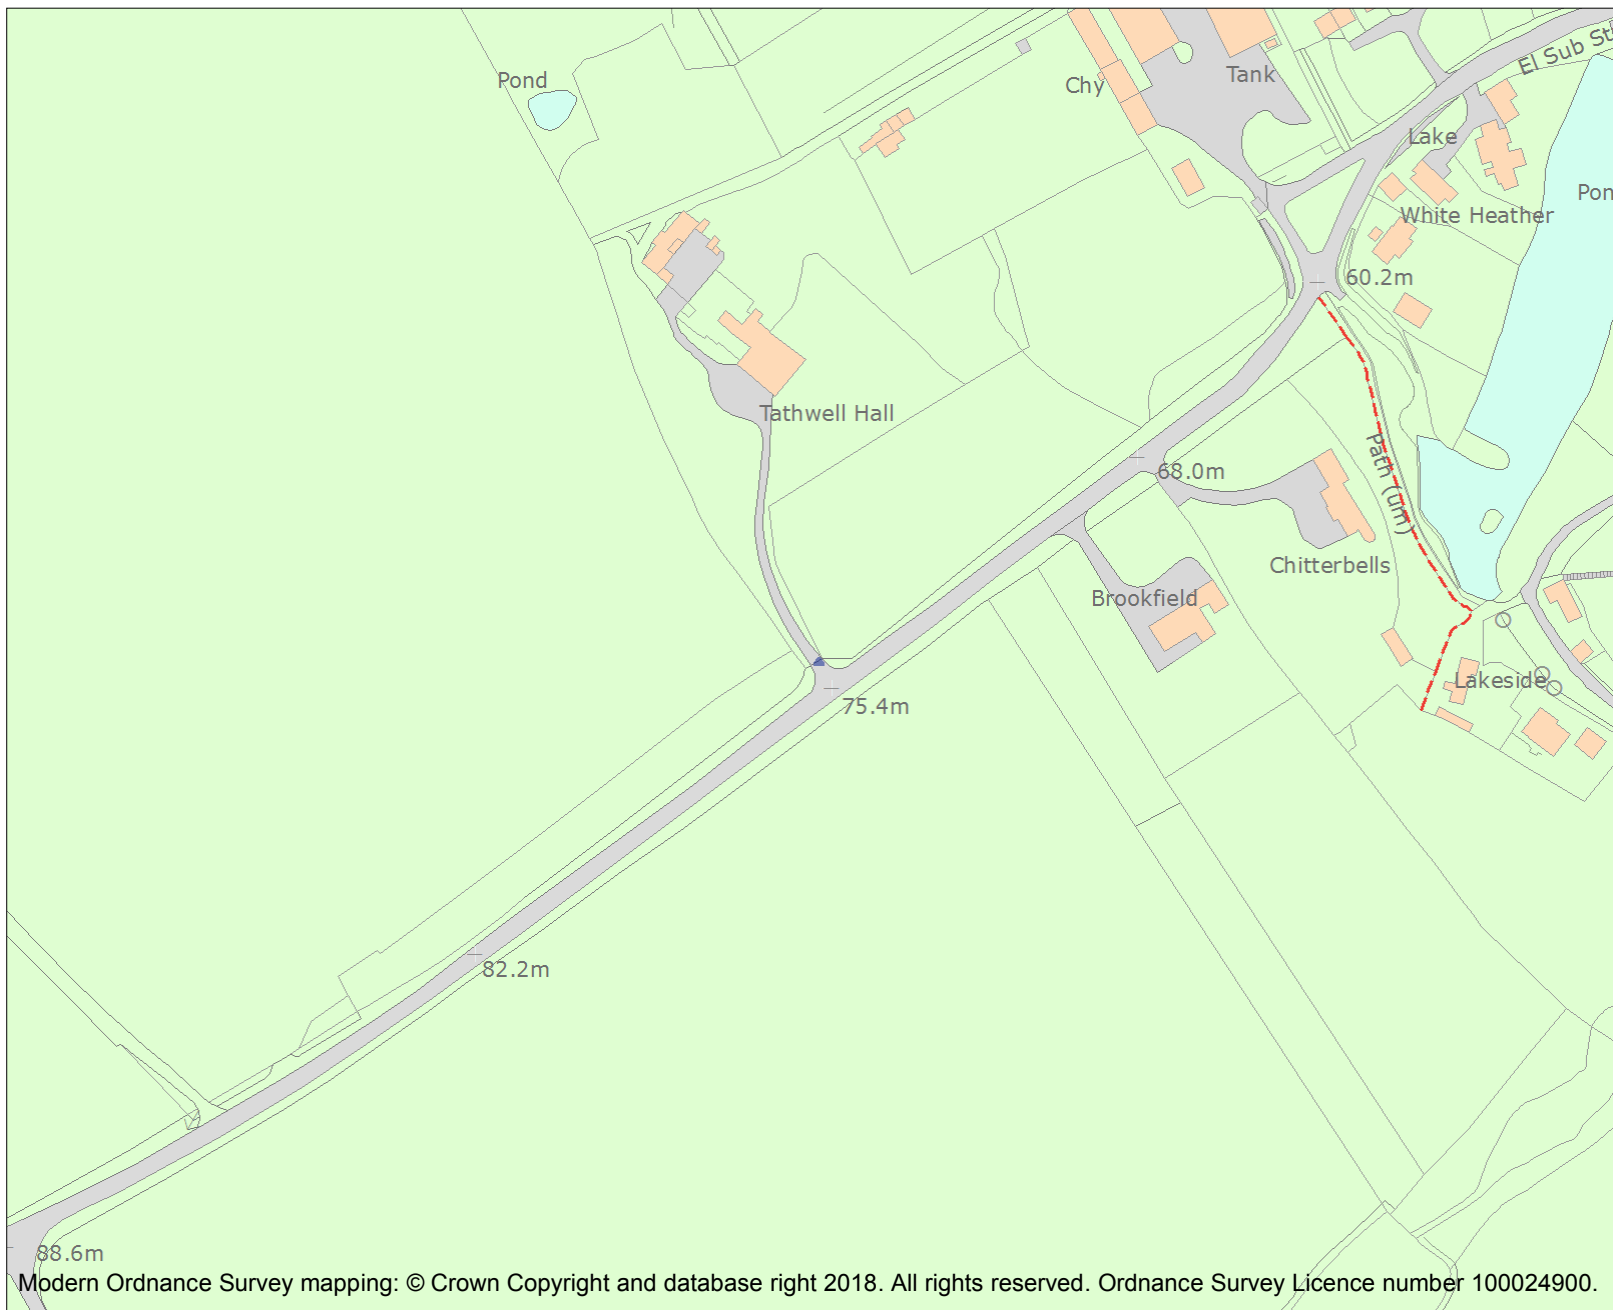 Pond
Chy
Tank
El Sub St
Lake
Pon
White Heather
60.2m
Tathwell Hall
68.0m
Path (um)
Chitterbells
Brookfield
Lakeside
75.4m
82.2m
88.6m
Modern Ordnance Survey mapping: © Crown Copyright and database right 2018. All rights reserved. Ordnance Survey Licence number 100024900.